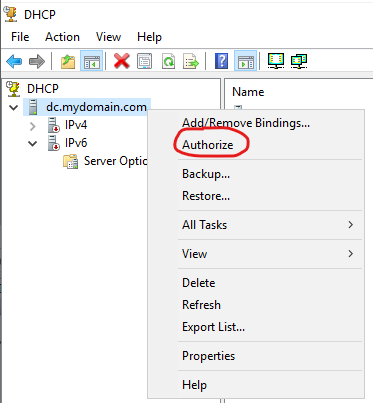 DHCP
File Action View Help
DHCP
Name
dc.mydomain.com
Add/Remove Bindings...
IPv4
Authorize
IPv6
Server Optio
Backup...
Restore...
All Tasks
View
Delete
Refresh
Export List...
Properties
Help